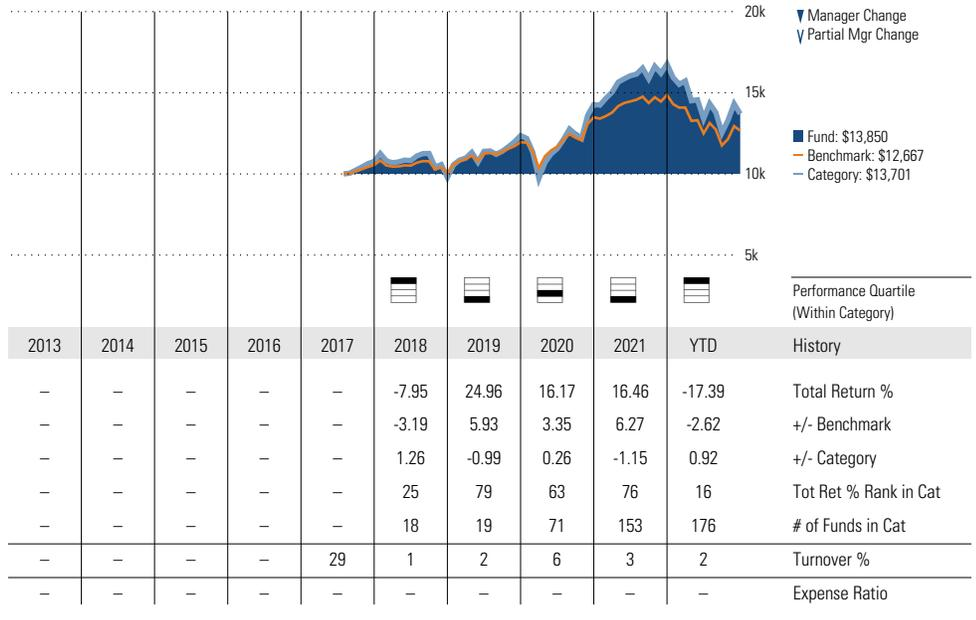 20k
Manager Change
Partial Mgr Change
15k
Fund: $13,850
Benchmark: $12,667
Category: $13,701
10k
5k
Performance Quartile
(Within Category)
2013 2014 2015 2016 2017 2018 2019 2020 2021 YTD History
– – – – – -7.95 24.96 16.17 16.46 -17.39 Total Return %
– – – – – -3.19 5.93 3.35 6.27 -2.62 +/- Benchmark
– – – – – 1.26 -0.99 0.26 -1.15 0.92 +/- Category
– – – – – 25 79 63 76 16 Tot Ret % Rank in Cat
– – – – – 18 19 71 153 176 # of Funds in Cat
– – – – 29 1 2 6 3 2 Turnover %
– – – – – – – – – – Expense Ratio